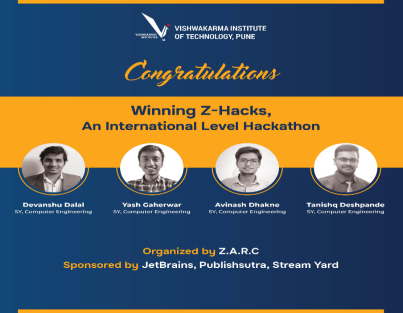 VISHWAKARMA
INSTITUTES
VISHWAKARMA INSTITUTE
OF TECHNOLOGY, PUNE
Congratulations
Winning Z-Hacks,
An International Level Hackathon
Devanshu Dalal
SY, Computer Engineering
Yash Gaherwar
SY, Computer Engineering
Avinash Dhakne
SY, Computer Engineering
Tanishq Deshpande
SY, Computer Engineering
Organized by Z.A.R.C
Sponsored by JetBrains, Publishsutra, Stream Yard